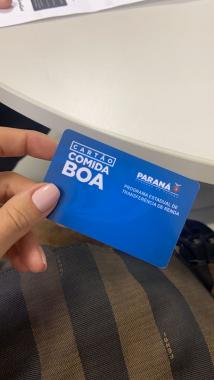 CARTÃO
COMIDA
BOA
PARANÁ
PROGRAMA ESTADUAL DE
TRANSFERÊNCIA DE RENDA